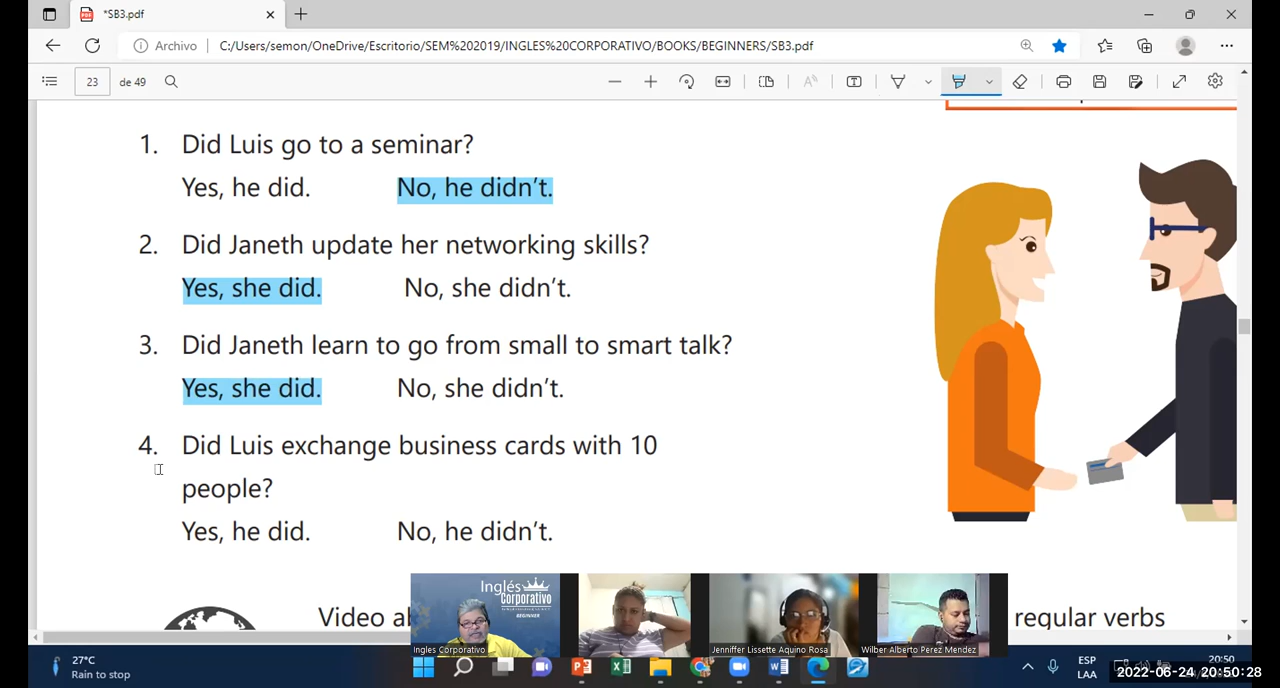 *SB3.pdf
Archivo
C:/Users/semon/OneDrive/Escritorio/SEM%202019/INGLES%20CORPORATIVO/BOOKS/BEGINNERS/SB3.pdf
23 de 49
1. Did Luis go to a seminar?
Yes, he did. No, he didn't.
2. Did Janeth update her networking skills?
Yes, she did. No, she didn't.
3. Did Janeth learn to go from small to smart talk?
Yes, she did. No, she didn't.
4. Did Luis exchange business cards with 10
people?
Yes, he did. No, he didn't.
Video regular verbs
Inglés
Corporativo
BEGINNER
Ingles Corporativo
Jenniffer Lissette Aquino Rosa
Wilber Alberto Perez Mendez
27°C
Rain to stop
ESP
LAA
20:50
2022-06-24 20:50:28